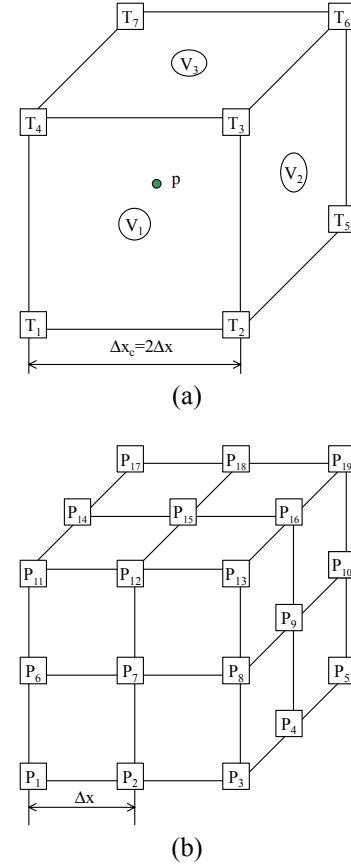 T₇ T₆
V₃
T₄ T₃
p V₂
V₁ T₅
T₁ T₂
Δx_c=2Δx
(a)
P₁₇ P₁₈ P₁₉
P₁₄ P₁₅ P₁₆
P₁₁ P₁₂ P₁₃ P₁₀
P₉
P₆ P₇ P₈ P₅
P₄
P₁ P₂ P₃
Δx
(b)